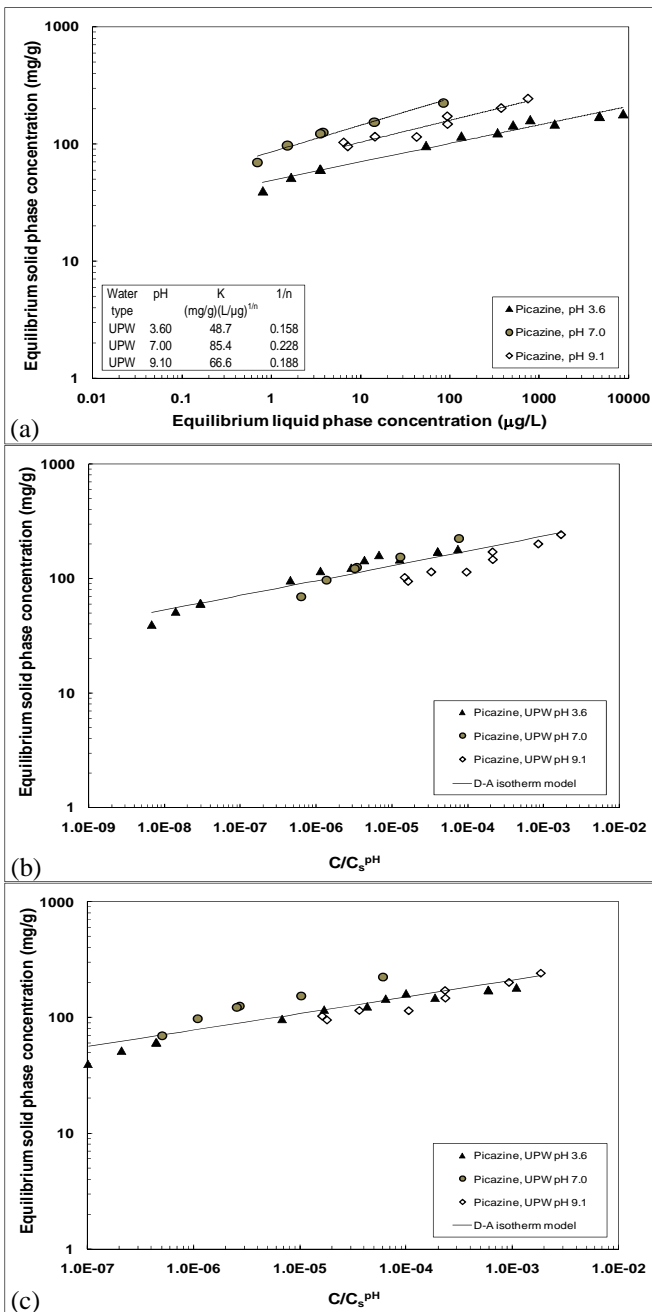 1000
100
10
1
Equilibrium solid phase concentration (mg/g)
Water pH K 1/n
type (mg/g)(L/µg)^1/n
UPW 3.60 48.7 0.158
UPW 7.00 85.4 0.228
UPW 9.10 66.6 0.188
Picazine, pH 3.6
Picazine, pH 7.0
Picazine, pH 9.1
0.01 0.1 1 10 100 1000 10000
Equilibrium liquid phase concentration (µg/L)
(a)
1000
100
10
1
Equilibrium solid phase concentration (mg/g)
Picazine, UPW pH 3.6
Picazine, UPW pH 7.0
Picazine, UPW pH 9.1
D-A isotherm model
1.0E-09 1.0E-08 1.0E-07 1.0E-06 1.0E-05 1.0E-04 1.0E-03 1.0E-02
C/Cs^pH
(b)
1000
100
10
1
Equilibrium solid phase concentration (mg/g)
Picazine, UPW pH 3.6
Picazine, UPW pH 7.0
Picazine, UPW pH 9.1
D-A isotherm model
1.0E-07 1.0E-06 1.0E-05 1.0E-04 1.0E-03 1.0E-02
C/Cs^pH
(c)